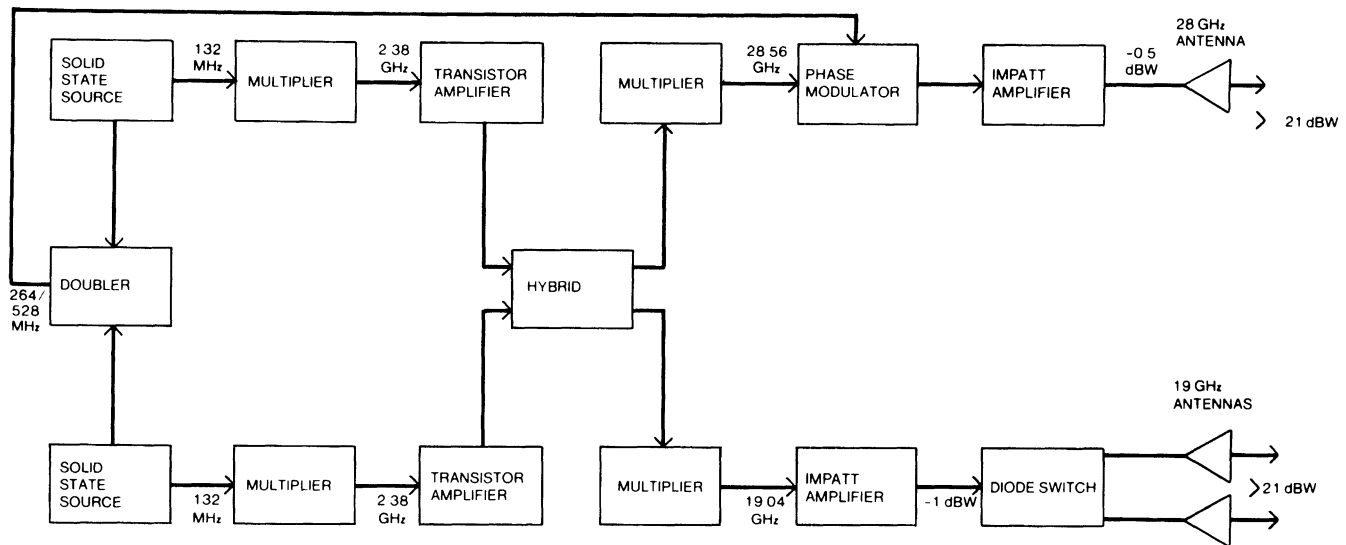 SOLID
STATE
SOURCE
132
MHz
MULTIPLIER
2 38
GHz
TRANSISTOR
AMPLIFIER
MULTIPLIER
28 56
GHz
PHASE
MODULATOR
IMPATT
AMPLIFIER
-0 5
dBW
28 GHz
ANTENNA
21 dBW
DOUBLER
264/
528
MHz
HYBRID
SOLID
STATE
SOURCE
132
MHz
MULTIPLIER
2 38
GHz
TRANSISTOR
AMPLIFIER
MULTIPLIER
19 04
GHz
IMPATT
AMPLIFIER
-1 dBW
DIODE SWITCH
19 GHz
ANTENNAS
21 dBW